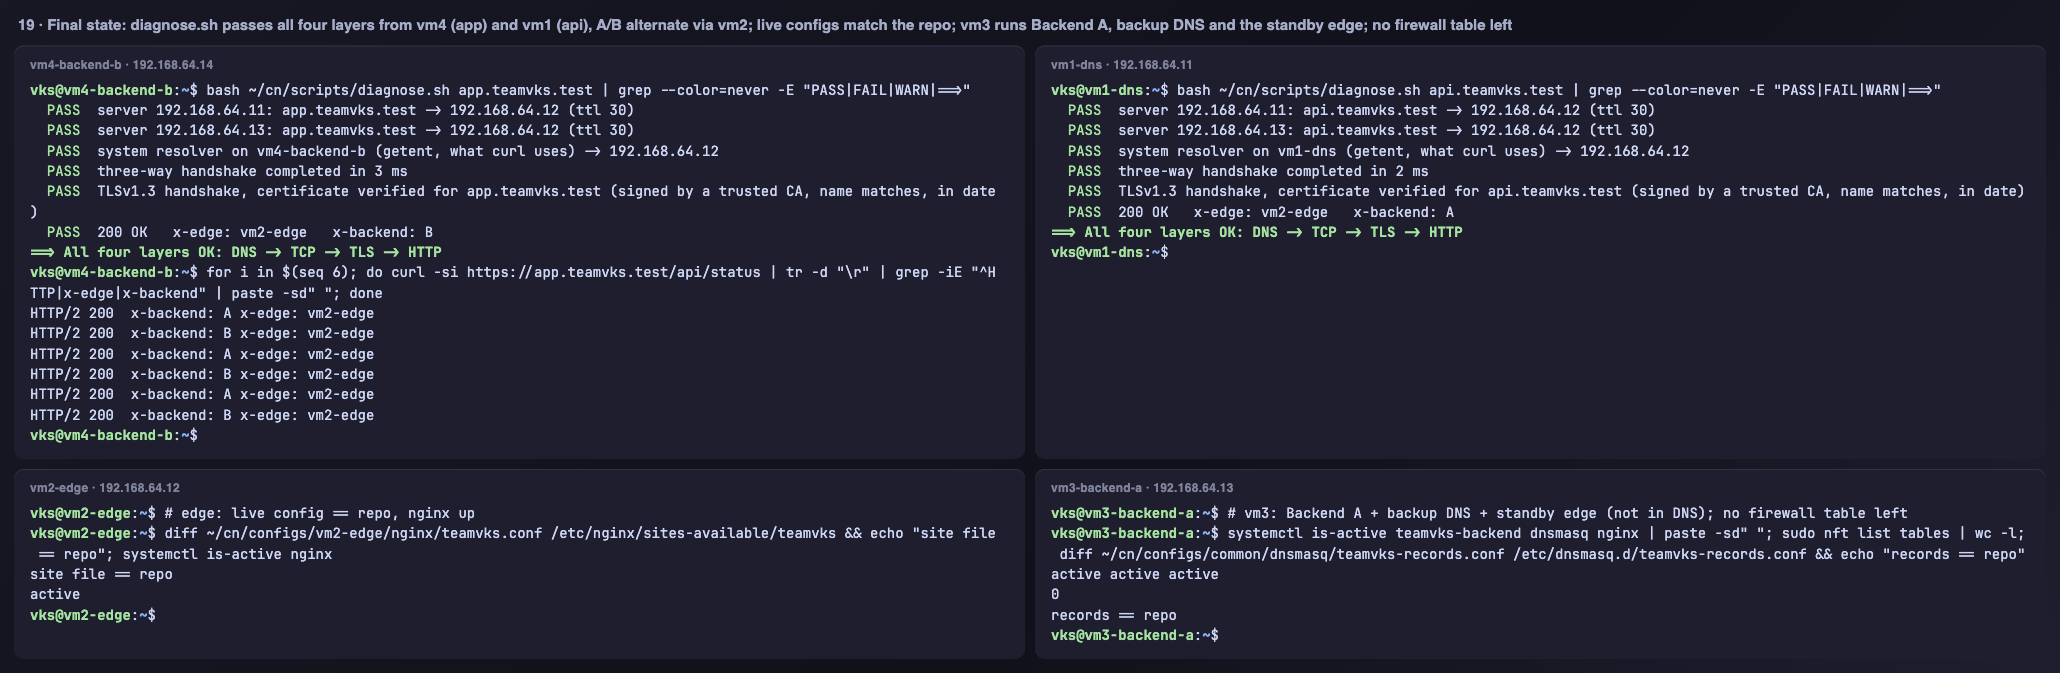 19 · Final state: diagnose.sh passes all four layers from vm4 (app) and vm1 (api), A/B alternate via vm2; live configs match the repo; vm3 runs Backend A, backup DNS and the standby edge; no firewall table left
vm4-backend-b · 192.168.64.14
vks@vm4-backend-b:~$ bash ~/cn/scripts/diagnose.sh app.teamvks.test | grep --color=never -E "PASS|FAIL|WARN|==>"
PASS  server 192.168.64.11: app.teamvks.test -> 192.168.64.12 (ttl 30)
PASS  server 192.168.64.13: app.teamvks.test -> 192.168.64.12 (ttl 30)
PASS  system resolver on vm4-backend-b (getent, what curl uses) -> 192.168.64.12
PASS  three-way handshake completed in 3 ms
PASS  TLSv1.3 handshake, certificate verified for app.teamvks.test (signed by a trusted CA, name matches, in date
)
PASS  200 OK   x-edge: vm2-edge   x-backend: B
==> All four layers OK: DNS -> TCP -> TLS -> HTTP
vks@vm4-backend-b:~$ for i in $(seq 6); do curl -si https://app.teamvks.test/api/status | tr -d "\r" | grep -iE "^H
TTP|x-edge|x-backend" | paste -sd" "; done
HTTP/2 200  x-backend: A x-edge: vm2-edge
HTTP/2 200  x-backend: B x-edge: vm2-edge
HTTP/2 200  x-backend: A x-edge: vm2-edge
HTTP/2 200  x-backend: B x-edge: vm2-edge
HTTP/2 200  x-backend: A x-edge: vm2-edge
HTTP/2 200  x-backend: B x-edge: vm2-edge
vks@vm4-backend-b:~$
vm1-dns · 192.168.64.11
vks@vm1-dns:~$ bash ~/cn/scripts/diagnose.sh api.teamvks.test | grep --color=never -E "PASS|FAIL|WARN|==>"
PASS  server 192.168.64.11: api.teamvks.test -> 192.168.64.12 (ttl 30)
PASS  server 192.168.64.13: api.teamvks.test -> 192.168.64.12 (ttl 30)
PASS  system resolver on vm1-dns (getent, what curl uses) -> 192.168.64.12
PASS  three-way handshake completed in 2 ms
PASS  TLSv1.3 handshake, certificate verified for api.teamvks.test (signed by a trusted CA, name matches, in date)
PASS  200 OK   x-edge: vm2-edge   x-backend: A
==> All four layers OK: DNS -> TCP -> TLS -> HTTP
vks@vm1-dns:~$
vm2-edge · 192.168.64.12
vks@vm2-edge:~$ # edge: live config == repo, nginx up
vks@vm2-edge:~$ diff ~/cn/configs/vm2-edge/nginx/teamvks.conf /etc/nginx/sites-available/teamvks && echo "site file
== repo"; systemctl is-active nginx
site file == repo
active
vks@vm2-edge:~$
vm3-backend-a · 192.168.64.13
vks@vm3-backend-a:~$ # vm3: Backend A + backup DNS + standby edge (not in DNS); no firewall table left
vks@vm3-backend-a:~$ systemctl is-active teamvks-backend dnsmasq nginx | paste -sd" "; sudo nft list tables | wc -l;
diff ~/cn/configs/common/dnsmasq/teamvks-records.conf /etc/dnsmasq.d/teamvks-records.conf && echo "records == repo"
active active active
0
records == repo
vks@vm3-backend-a:~$